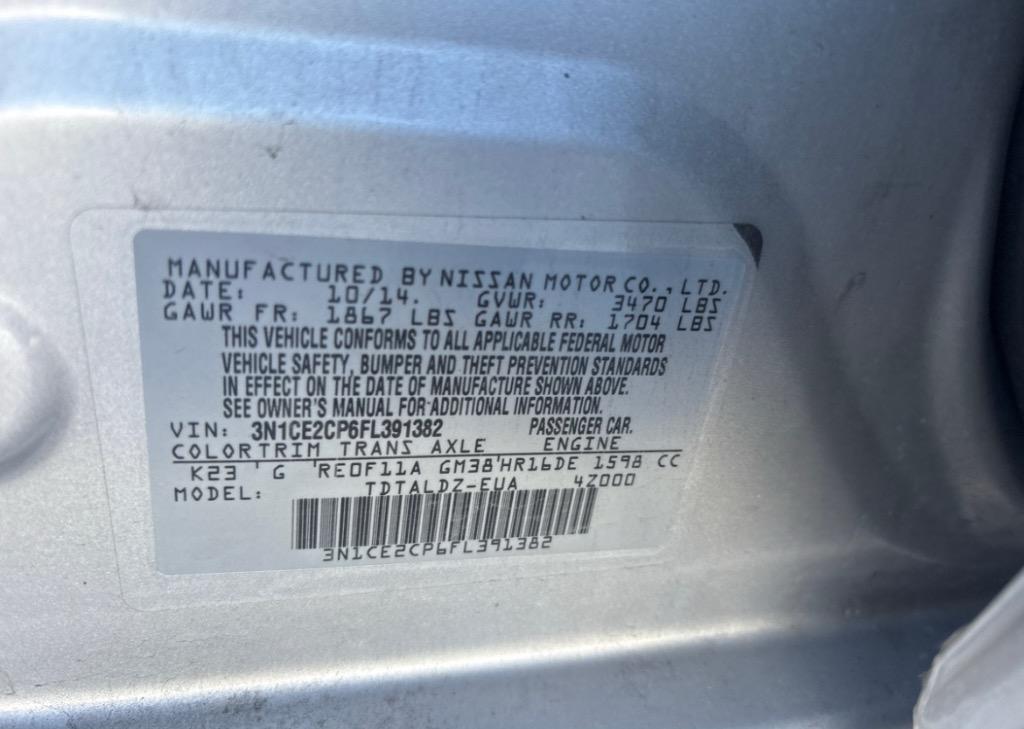 MANUFACTURED BY NISSAN MOTOR CO., LTD.
DATE: 10/14. GVWR: 3470 LBS
GAWR FR: 1867 LBS GAWR RR: 1704 LBS
THIS VEHICLE CONFORMS TO ALL APPLICABLE FEDERAL MOTOR
VEHICLE SAFETY, BUMPER AND THEFT PREVENTION STANDARDS
IN EFFECT ON THE DATE OF MANUFACTURE SHOWN ABOVE.
SEE OWNER'S MANUAL FOR ADDITIONAL INFORMATION.
VIN: 3N1CE2CP6FL391382 PASSENGER CAR.
COLOR TRIM TRANS AXLE ENGINE
K23 ' G 'RE0F11A GM38'HR16DE 1598 CC
MODEL: TDTALDZ-EUA 4Z000
3N1CE2CP6FL391382